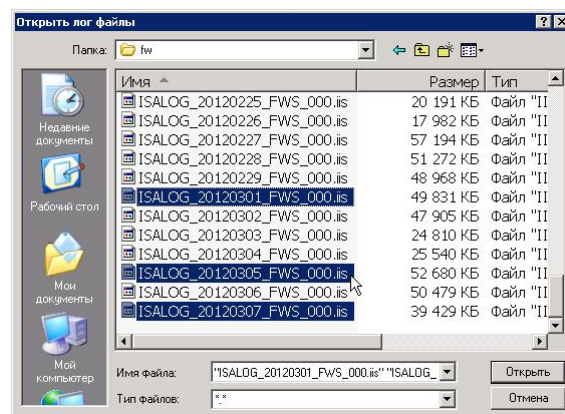 Открыть лог файлы
Папка: fw
Имя Размер Тип
ISALOG_20120225_FWS_000.iis 20 191 КБ Файл "II
ISALOG_20120226_FWS_000.iis 17 982 КБ Файл "II
ISALOG_20120227_FWS_000.iis 57 194 КБ Файл "II
ISALOG_20120228_FWS_000.iis 51 272 КБ Файл "II
ISALOG_20120229_FWS_000.iis 48 968 КБ Файл "II
ISALOG_20120301_FWS_000.iis 49 831 КБ Файл "II
ISALOG_20120302_FWS_000.iis 47 905 КБ Файл "II
ISALOG_20120303_FWS_000.iis 24 810 КБ Файл "II
ISALOG_20120304_FWS_000.iis 25 540 КБ Файл "II
ISALOG_20120305_FWS_000.iis 52 680 КБ Файл "II
ISALOG_20120306_FWS_000.iis 50 479 КБ Файл "II
ISALOG_20120307_FWS_000.iis 39 429 КБ Файл "II
Недавние
документы
Рабочий стол
Мои
документы
Мой
компьютер
Имя файла: "ISALOG_20120301_FWS_000.iis" "ISALOG_ Открыть
Тип файлов: *.* Отмена